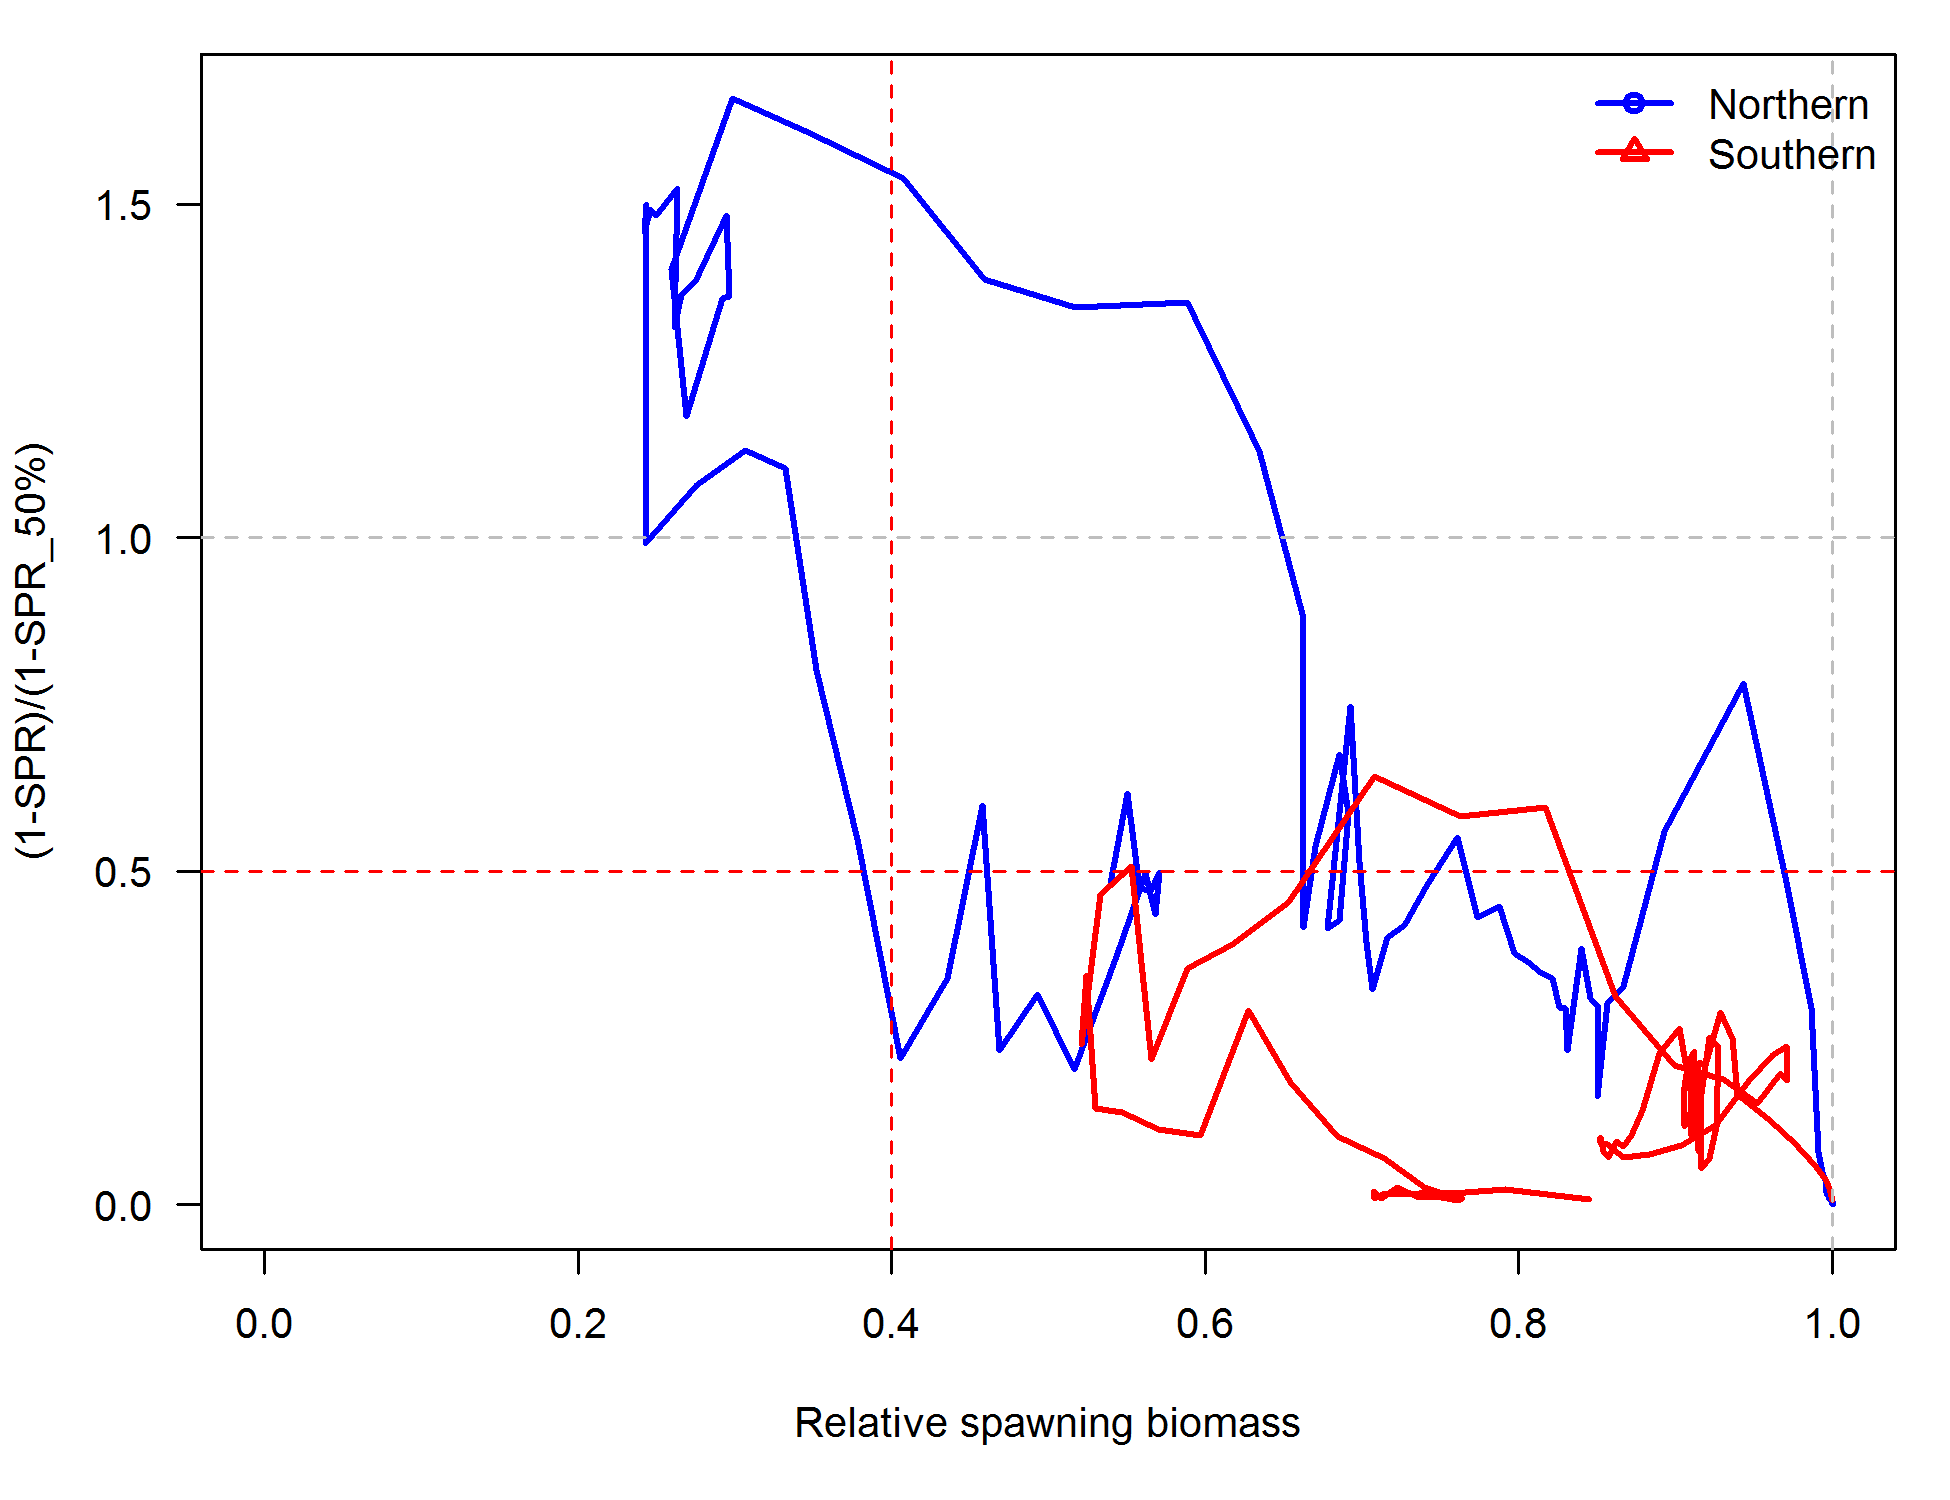 Northern
Southern
(1-SPR)/(1-SPR_50%)
1.5
1.0
0.5
0.0
0.0 0.2 0.4 0.6 0.8 1.0
Relative spawning biomass